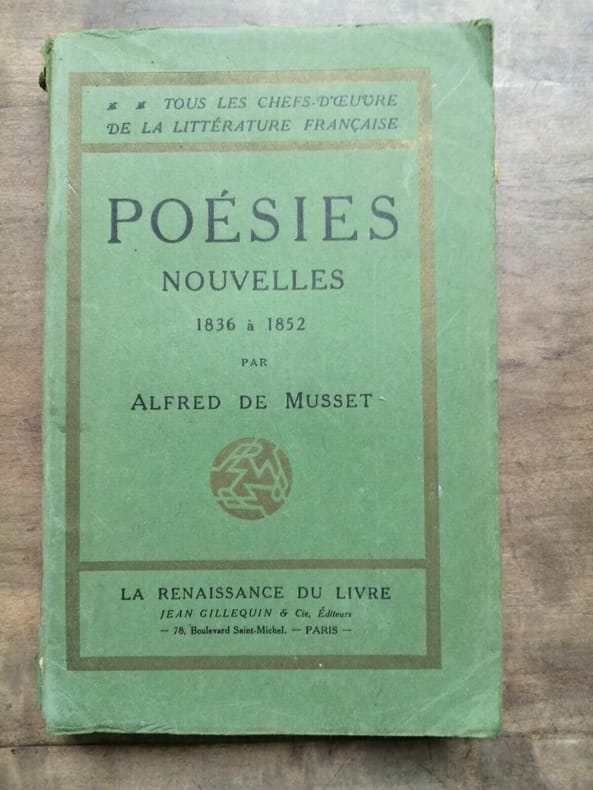 TOUS LES CHEFS-D'ŒUVRE
DE LA LITTÉRATURE FRANÇAISE
POÉSIES
NOUVELLES
1836 à 1852
PAR
ALFRED DE MUSSET
LA RENAISSANCE DU LIVRE
JEAN GILLEQUIN & Cie, Éditeurs
— 78, Boulevard Saint-Michel. — PARIS —